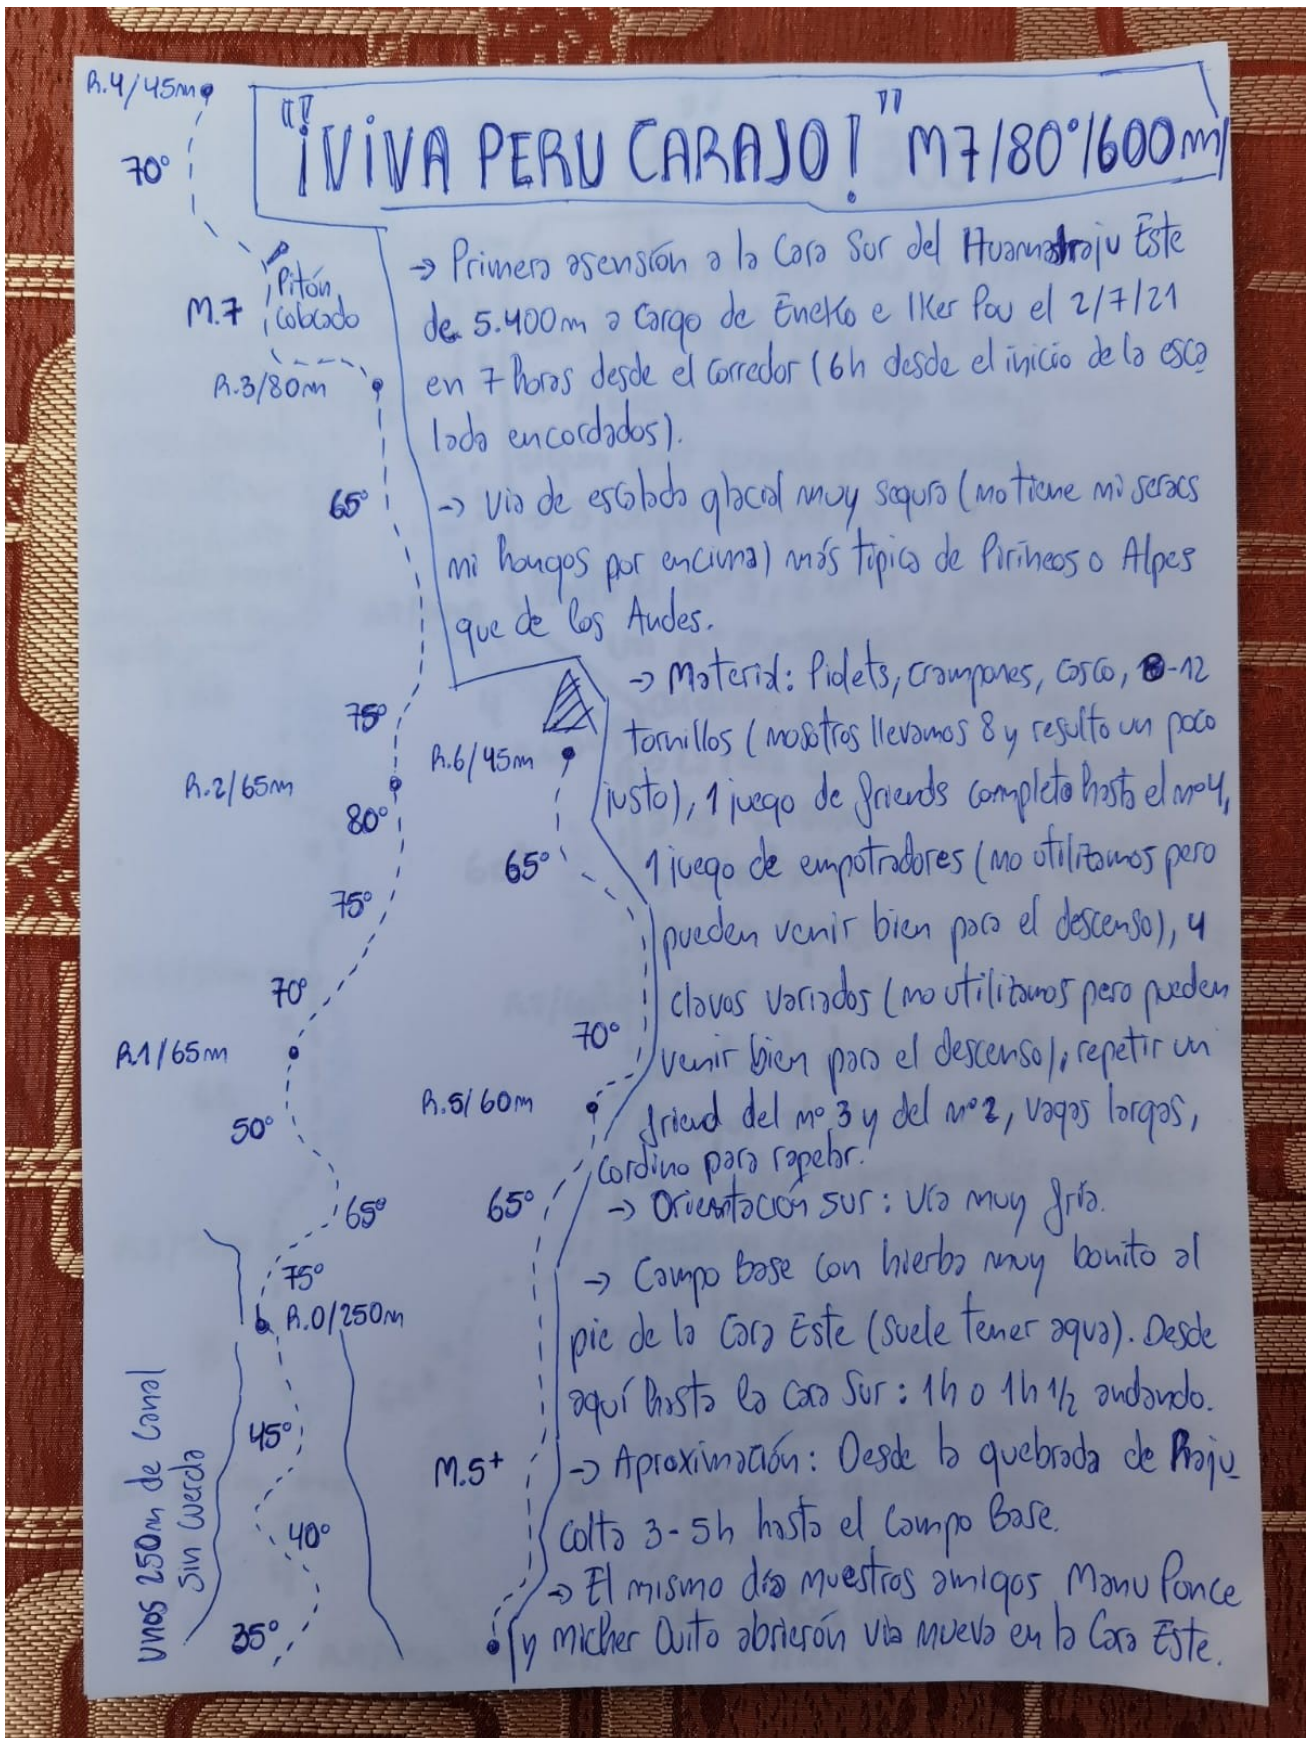 "¡VIVA PERU CARAJO!" M7/80°/600m
R.4/45m
70°
Pitón
Colocado
M.7
R.3/80m
65°
75°
R.2/65m
80°
75°
70°
R.1/65m
50°
65°
75°
R.0/250m
45°
40°
35°
Unos 250m de Canal
Sin Cuerda
R.6/45m
65°
70°
R.5/60m
65°
M.5+
→ Primera asensión a la Cara Sur del Huamashraju Este
de 5.400m a cargo de Eneko e Iker Pou el 2/7/21
en 7 horas desde el corredor (6h desde el inicio de la esca
lada encordados).
→ Via de escalada glacial muy segura (no tiene ni seracs
ni hongos por encima) más típica de Pirineos o Alpes
que de los Andes.
→ Material: Piolets, crampones, casco, -12
tornillos (nosotros llevamos 8 y resulto un poco
justo), 1 juego de friends completo hasta el nº4,
1 juego de empotradores (no utilizamos pero
pueden venir bien para el descenso), 4
clavos variados (no utilizamos pero pueden
venir bien para el descenso), repetir un
friend del nº 3 y del nº 2, vagas largas,
Cordino para rapelar.
→ Orientación sur: vía muy fría.
→ Campo Base con hierba muy bonito al
pie de la Cara Este (Suele tener agua). Desde
aquí hasta la Cara Sur: 1h o 1h 1/2 andando.
→ Aproximación: Desde la quebrada de Raju
Colta 3-5h hasta el Campo Base.
→ El mismo día nuestros amigos Manu Ponce
y Micher Quito abrierón vía nueva en la Cara Este.